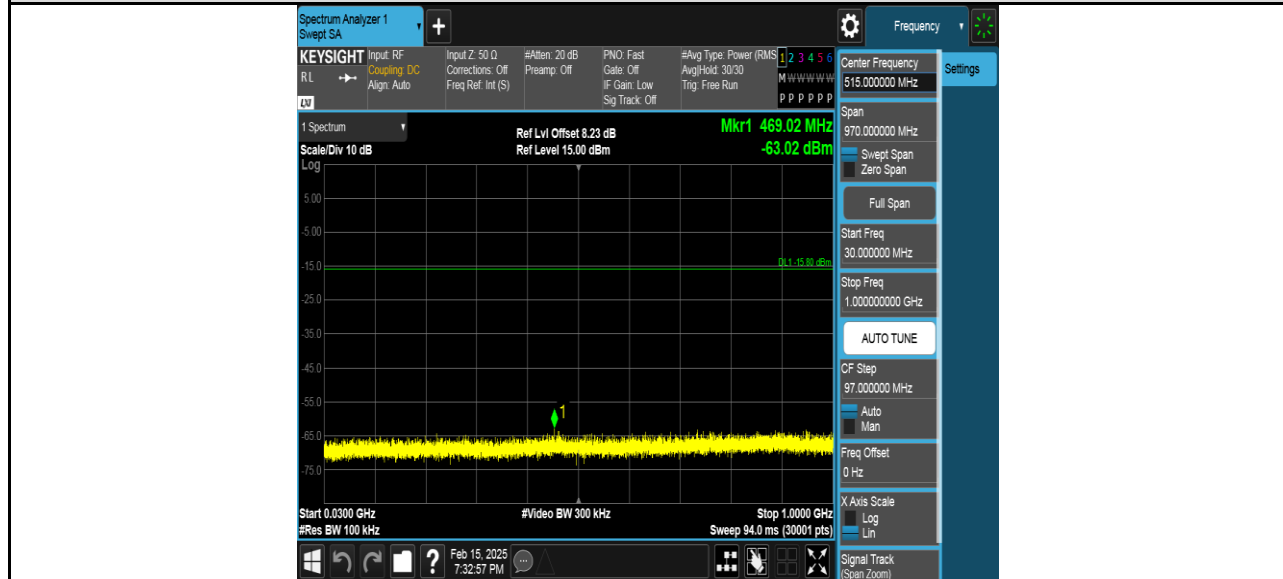 Spectrum Analyzer 1
Swept SA
+
Frequency
KEYSIGHT
RL
LXI
Input: RF
Coupling: DC
Align: Auto
Input Z: 50 Ω
Corrections: Off
Freq Ref: Int (S)
#Atten: 20 dB
Preamp: Off
PNO: Fast
Gate: Off
IF Gain: Low
Sig Track: Off
#Avg Type: Power (RMS
Avg|Hold: 30/30
Trig: Free Run
1 2 3 4 5 6
M W W W W W
P P P P P P
1 Spectrum
Scale/Div 10 dB
Log
Ref Lvl Offset 8.23 dB
Ref Level 15.00 dBm
Mkr1 469.02 MHz
-63.02 dBm
5.00
-5.00
-15.0
DL1 -15.80 dBm
-25.0
-35.0
-45.0
-55.0
1
-65.0
-75.0
Start 0.0300 GHz
#Res BW 100 kHz
#Video BW 300 kHz
Stop 1.0000 GHz
Sweep 94.0 ms (30001 pts)
Feb 15, 2025
7:32:57 PM
?
Center Frequency
515.000000 MHz
Settings
Span
970.000000 MHz
Swept Span
Zero Span
Full Span
Start Freq
30.000000 MHz
Stop Freq
1.000000000 GHz
AUTO TUNE
CF Step
97.000000 MHz
Auto
Man
Freq Offset
0 Hz
X Axis Scale
Log
Lin
Signal Track
(Span Zoom)